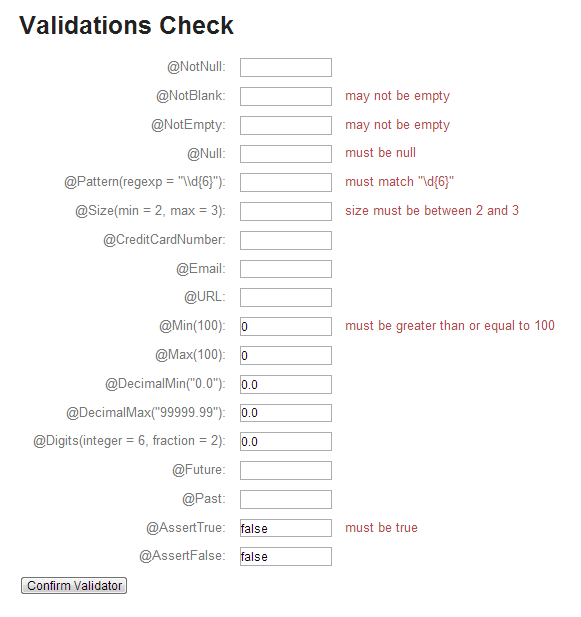 Validations Check
@NotNull:
@NotBlank: may not be empty
@NotEmpty: may not be empty
@Null: must be null
@Pattern(regexp = "\\d{6}"): must match "\d{6}"
@Size(min = 2, max = 3): size must be between 2 and 3
@CreditCardNumber:
@Email:
@URL:
@Min(100): 0 must be greater than or equal to 100
@Max(100): 0
@DecimalMin("0.0"): 0.0
@DecimalMax("99999.99"): 0.0
@Digits(integer = 6, fraction = 2): 0.0
@Future:
@Past:
@AssertTrue: false must be true
@AssertFalse: false
Confirm Validator